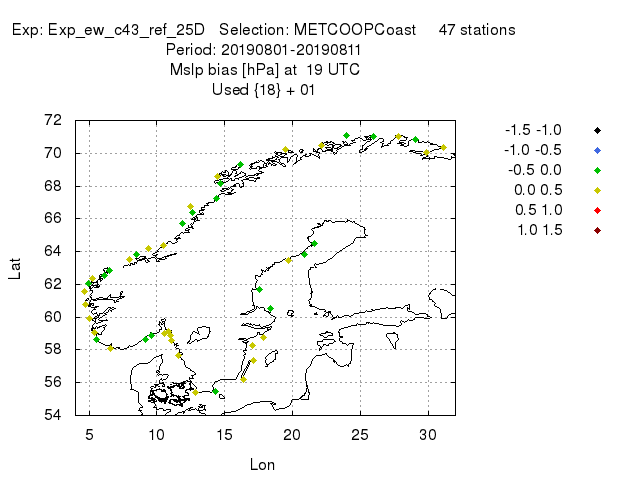 Exp: Exp_ew_c43_ref_25D Selection: METCOOPCoast 47 stations
Period: 20190801-20190811
Mslp bias [hPa] at 19 UTC
Used {18} + 01
72
70
68
66
64
62
60
58
56
54
5 10 15 20 25 30
Lat
Lon
-1.5 -1.0
-1.0 -0.5
-0.5 0.0
0.0 0.5
0.5 1.0
1.0 1.5